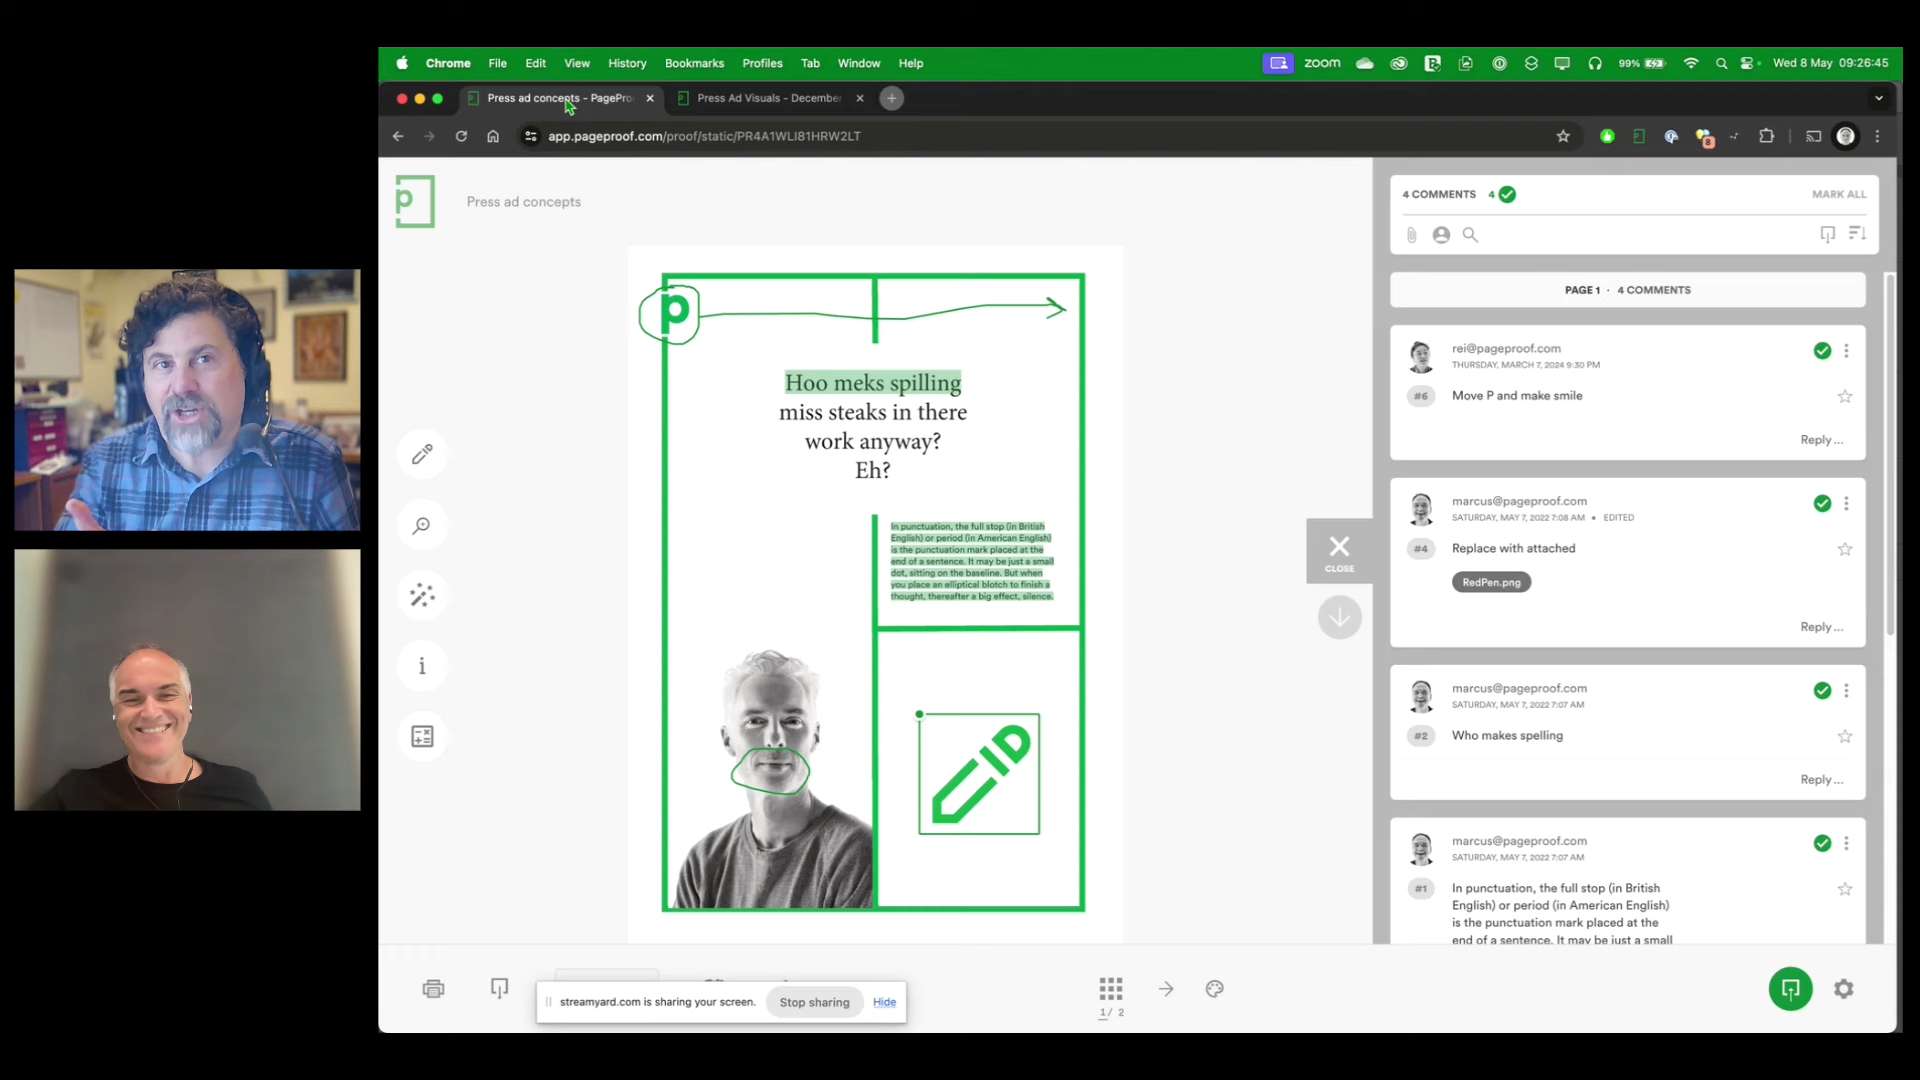 Chrome File Edit View History Bookmarks Profiles Tab Window Help
zoom 99% Wed 8 May 09:26:45
Press ad concepts - PagePro
Press Ad Visuals - December
app.pageproof.com/proof/static/PR4A1WLI81HRW2LT
8
p
Press ad concepts
p
Hoo meks spilling
miss steaks in there
work anyway?
Eh?
In punctuation, the full stop (in British
English) or period (in American English)
is the punctuation mark placed at the
end of a sentence. It may be just a small
dot, sitting on the baseline. But when
you place an elliptical blotch to finish a
thought, thereafter a big effect, silence.
CLOSE
4 COMMENTS 4 MARK ALL
PAGE 1 · 4 COMMENTS
rei@pageproof.com
THURSDAY, MARCH 7, 2024 9:30 PM
#6 Move P and make smile
Reply ...
marcus@pageproof.com
SATURDAY, MAY 7, 2022 7:08 AM • EDITED
#4 Replace with attached
RedPen.png
Reply ...
marcus@pageproof.com
SATURDAY, MAY 7, 2022 7:07 AM
#2 Who makes spelling
Reply ...
marcus@pageproof.com
SATURDAY, MAY 7, 2022 7:07 AM
#1 In punctuation, the full stop (in British
English) or period (in American English)
is the punctuation mark placed at the
end of a sentence. It may be just a small
streamyard.com is sharing your screen. Stop sharing Hide
1/ 2